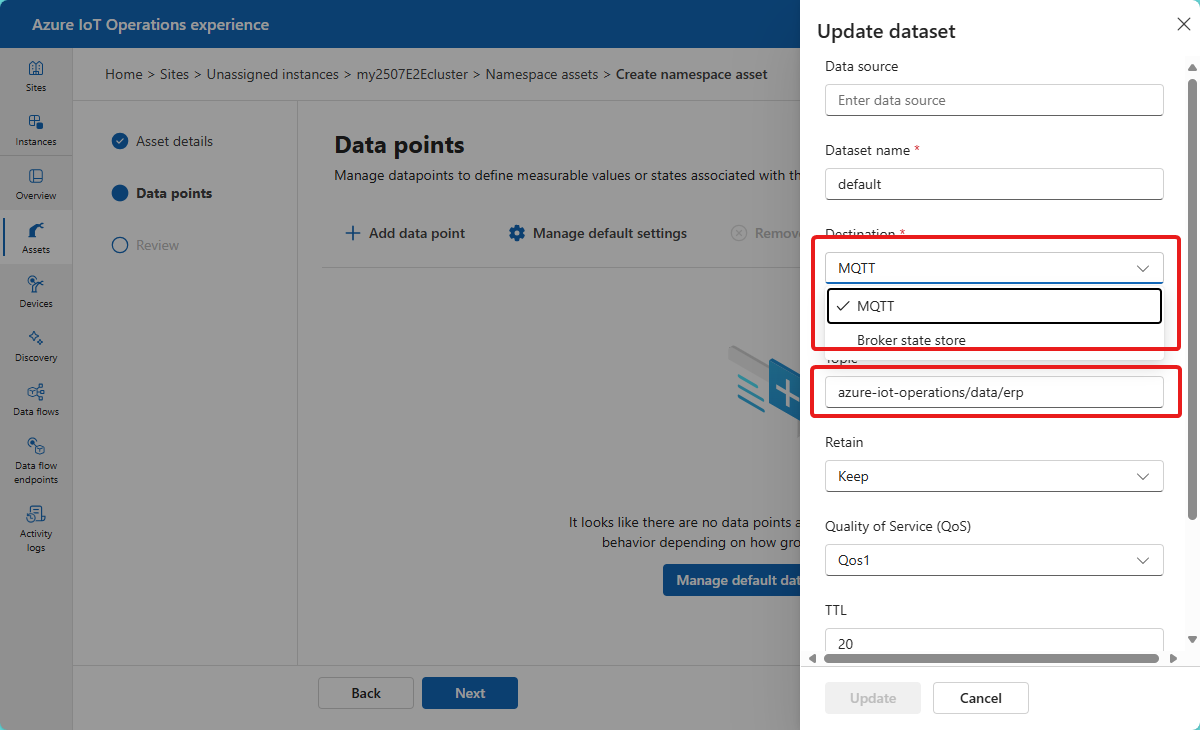 Azure IoT Operations experience
Sites
Instances
Overview
Assets
Devices
Discovery
Data flows
Data flow
endpoints
Activity
logs
Home > Sites > Unassigned instances > my2507E2Ecluster > Namespace assets > Create namespace asset
Asset details
Data points
Review
Data points
Manage datapoints to define measurable values or states associated with th
Add data point
Manage default settings
Remov
It looks like there are no data points a
behavior depending on how gro
Manage default dat
Back
Next
Update dataset
Data source
Enter data source
Dataset name *
default
Destination *
MQTT
MQTT
Broker state store
Topic
azure-iot-operations/data/erp
Retain
Keep
Quality of Service (QoS)
Qos1
TTL
20
Update
Cancel